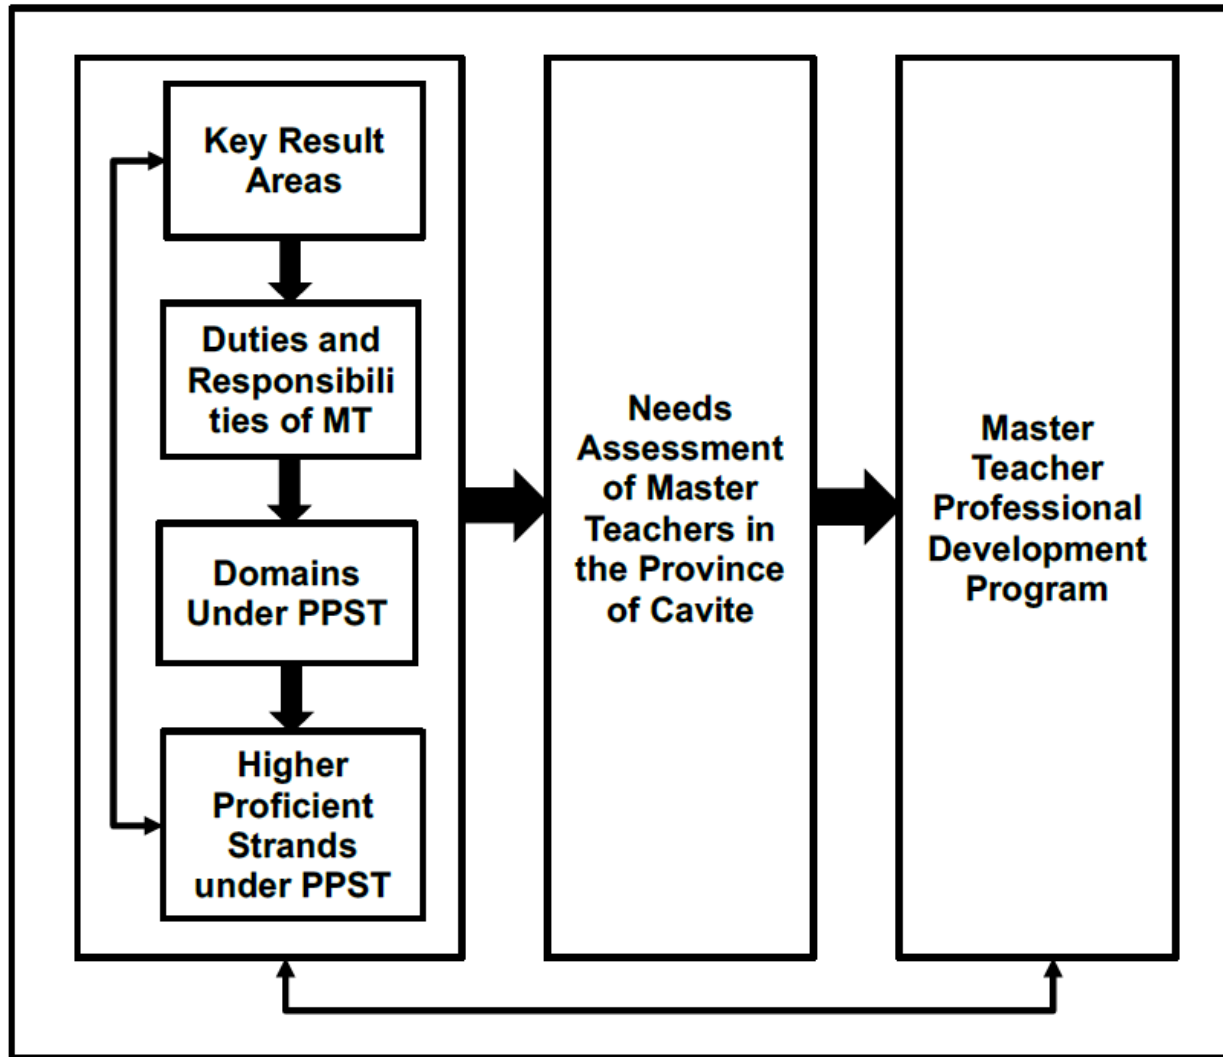 Key Result
Areas
Duties and
Responsibili
ties of MT
Domains
Under PPST
Higher
Proficient
Strands
under PPST
Needs
Assessment
of Master
Teachers in
the Province
of Cavite
Master
Teacher
Professional
Development
Program